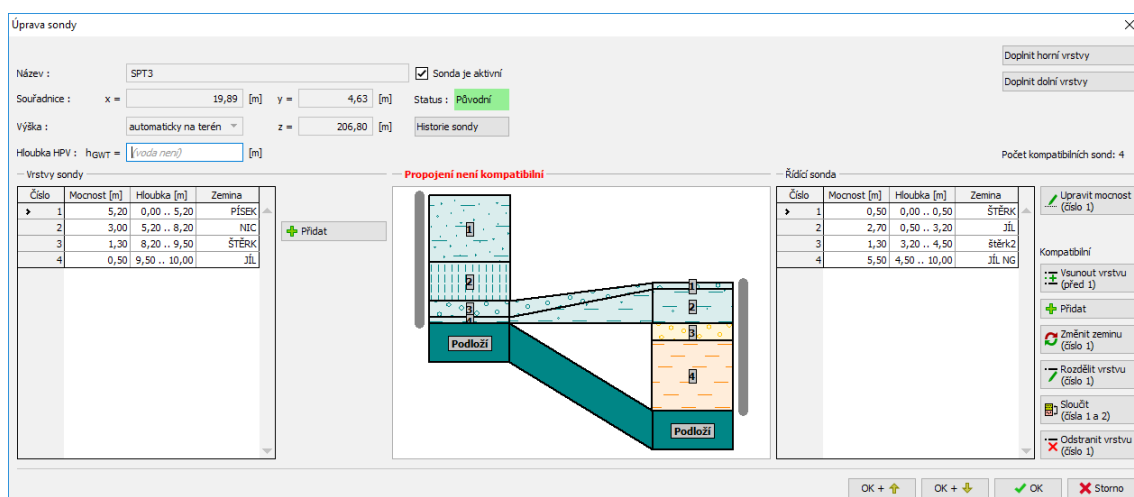 Úprava sondy
Doplnit horní vrstvy
Název : SPT3 Sonda je aktivní
Doplnit dolní vrstvy
Souřadnice : x = 19,89 [m] y = 4,63 [m] Status : Původní
Výška : automaticky na terén z = 206,80 [m] Historie sondy
Hloubka HPV : hGWT = (voda není) [m]
Počet kompatibilních sond: 4
Vrstvy sondy
Číslo Mocnost [m] Hloubka [m] Zemina
1 5,20 0,00 .. 5,20 PÍSEK
2 3,00 5,20 .. 8,20 NIC
3 1,30 8,20 .. 9,50 ŠTĚRK
4 0,50 9,50 .. 10,00 JÍL
Přidat
Propojení není kompatibilní
1
2
3
4
Podloží
1
2
3
4
Podloží
Řídící sonda
Číslo Mocnost [m] Hloubka [m] Zemina
1 0,50 0,00 .. 0,50 ŠTĚRK
2 2,70 0,50 .. 3,20 JÍL
3 1,30 3,20 .. 4,50 štěrk2
4 5,50 4,50 .. 10,00 JÍL NG
Upravit mocnost
(číslo 1)
Kompatibilní
Vsunout vrstvu
(před 1)
Přidat
Změnit zeminu
(číslo 1)
Rozdělit vrstvu
(číslo 1)
Sloučit
(čísla 1 a 2)
Odstranit vrstvu
(číslo 1)
OK + OK + OK Storno